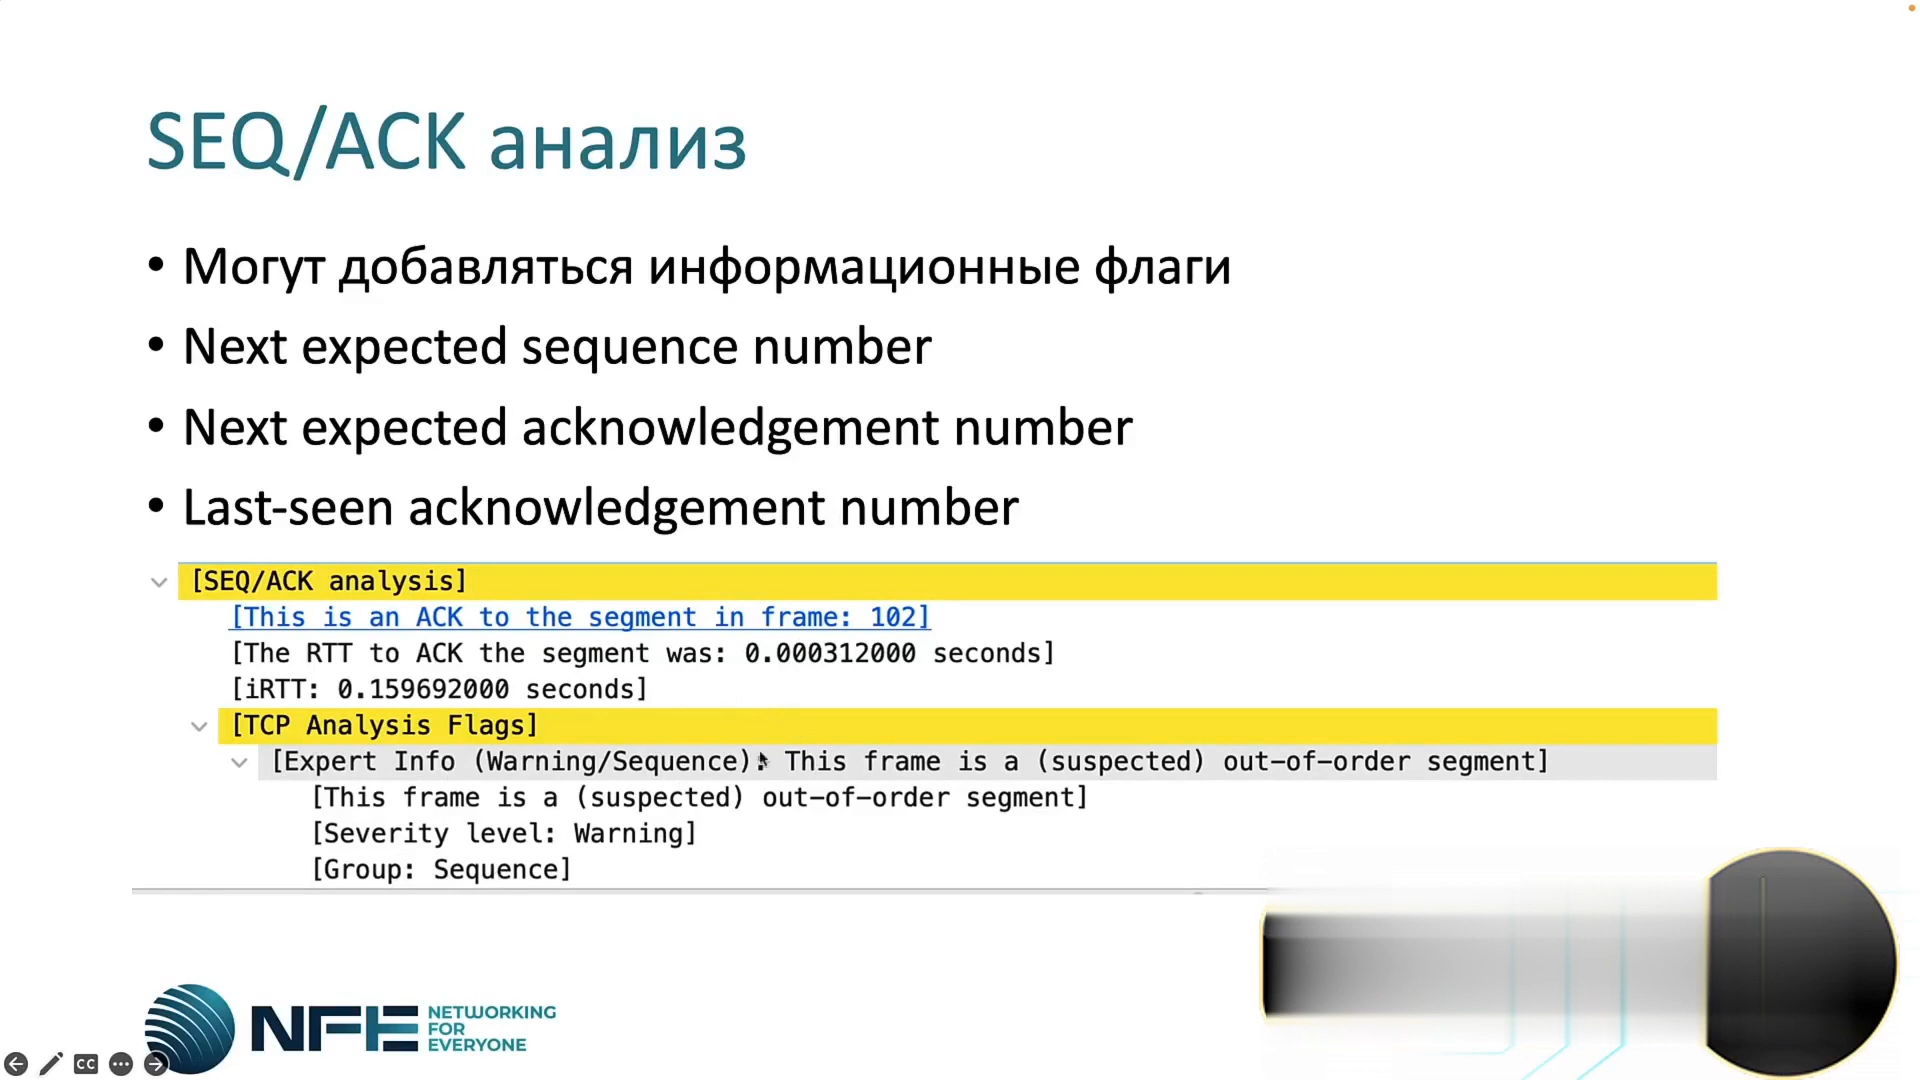 SEQ/ACK анализ
• Могут добавляться информационные флаги
• Next expected sequence number
• Next expected acknowledgement number
• Last-seen acknowledgement number
[SEQ/ACK analysis]
[This is an ACK to the segment in frame: 102]
[The RTT to ACK the segment was: 0.000312000 seconds]
[iRTT: 0.159692000 seconds]
[TCP Analysis Flags]
[Expert Info (Warning/Sequence): This frame is a (suspected) out-of-order segment]
[This frame is a (suspected) out-of-order segment]
[Severity level: Warning]
[Group: Sequence]
NFE
NETWORKING
FOR
EVERYONE
CC